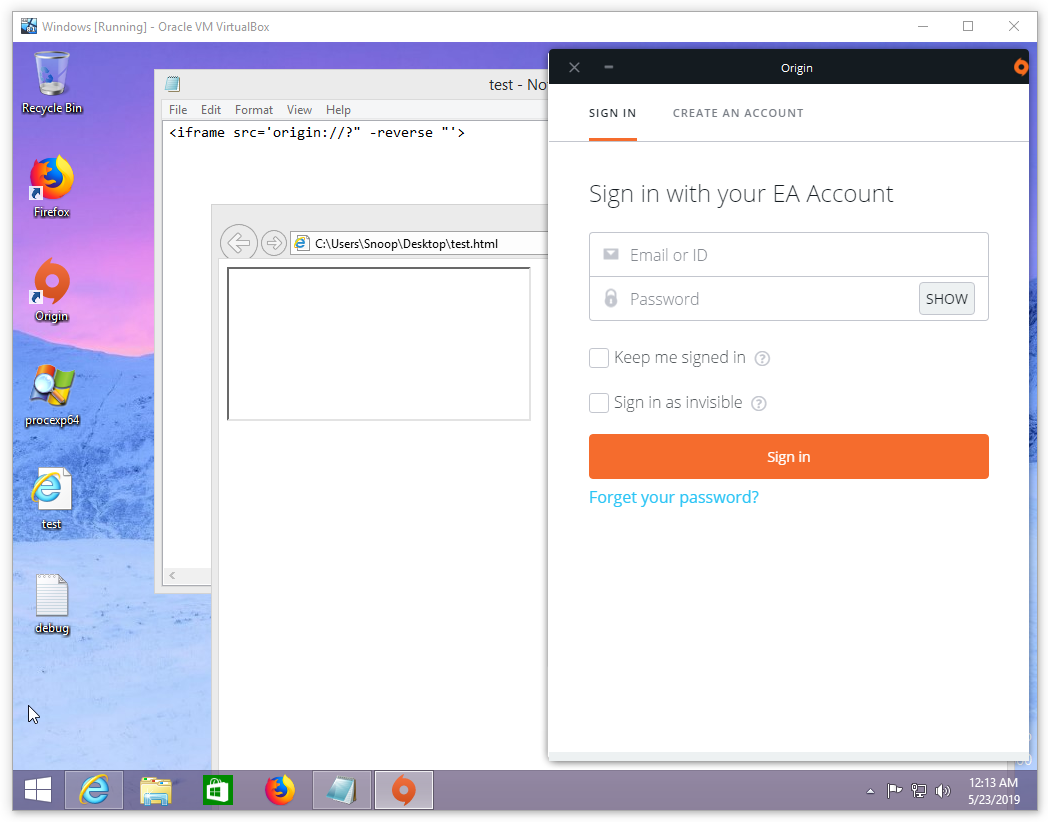 Windows [Running] - Oracle VM VirtualBox
Recycle Bin
Firefox
Origin
procexp64
test
debug
test - No
File Edit Format View Help
<iframe src='origin://?" -reverse "'>
C:\Users\Snoop\Desktop\test.html
Origin
SIGN IN CREATE AN ACCOUNT
Sign in with your EA Account
Email or ID
Password SHOW
Keep me signed in ?
Sign in as invisible ?
Sign in
Forget your password?
12:13 AM
5/23/2019